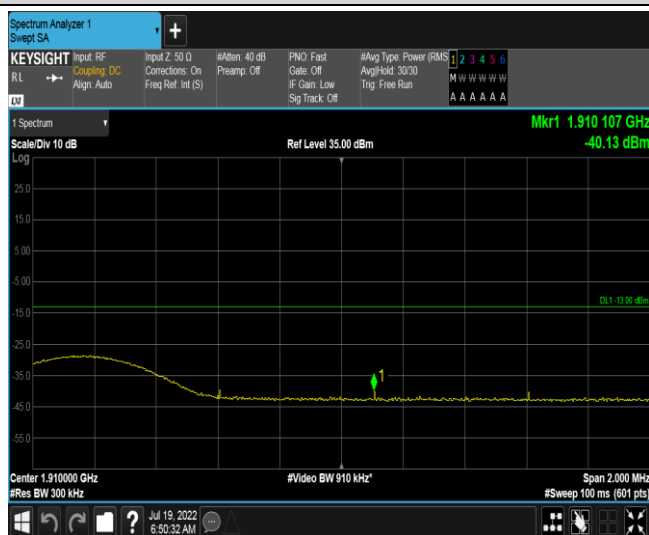 Spectrum Analyzer 1
Swept SA
+
KEYSIGHT
RL
LXI
Input: RF
Coupling: DC
Align: Auto
Input Z: 50 Ω
Corrections: On
Freq Ref: Int (S)
#Atten: 40 dB
Preamp: Off
PNO: Fast
Gate: Off
IF Gain: Low
Sig Track: Off
#Avg Type: Power (RMS
Avg|Hold: 30/30
Trig: Free Run
1 2 3 4 5 6
M W W W W W
A A A A A A
1 Spectrum
Mkr1 1.910 107 GHz
Scale/Div 10 dB
Ref Level 35.00 dBm
-40.13 dBm
Log
25.0
15.0
5.00
-5.00
DL1 -13.00 dBm
-15.0
-25.0
-35.0
1
-45.0
-55.0
Center 1.910000 GHz
#Video BW 910 kHz*
Span 2.000 MHz
#Res BW 300 kHz
#Sweep 100 ms (601 pts)
?
Jul 19, 2022
6:50:32 AM